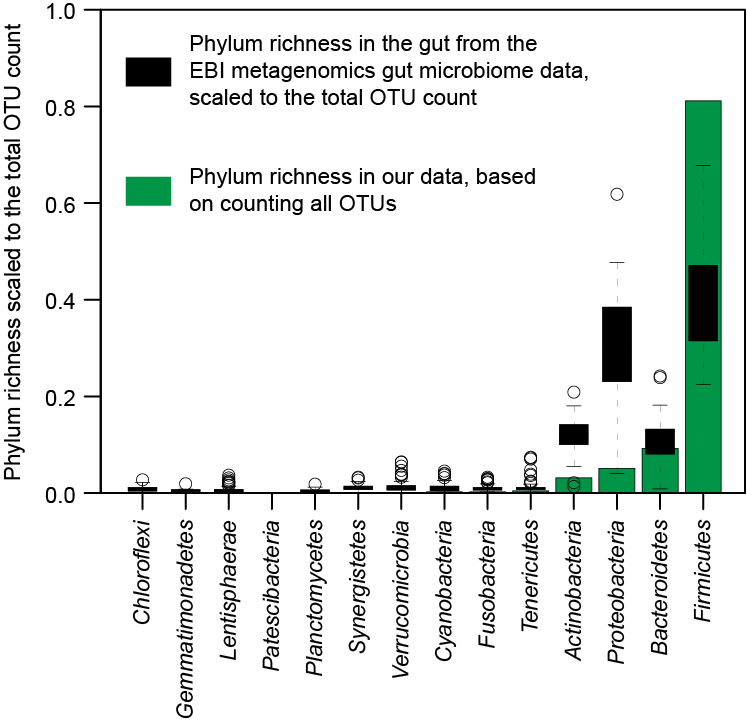 Phylum richness scaled to the total OTU count
1.0
0.8
0.6
0.4
0.2
0.0
Phylum richness in the gut from the
EBI metagenomics gut microbiome data,
scaled to the total OTU count
Phylum richness in our data, based
on counting all OTUs
Chloroflexi
Gemmatimonadetes
Lentisphaerae
Patescibacteria
Planctomycetes
Synergistetes
Verrucomicrobia
Cyanobacteria
Fusobacteria
Tenericutes
Actinobacteria
Proteobacteria
Bacteroidetes
Firmicutes